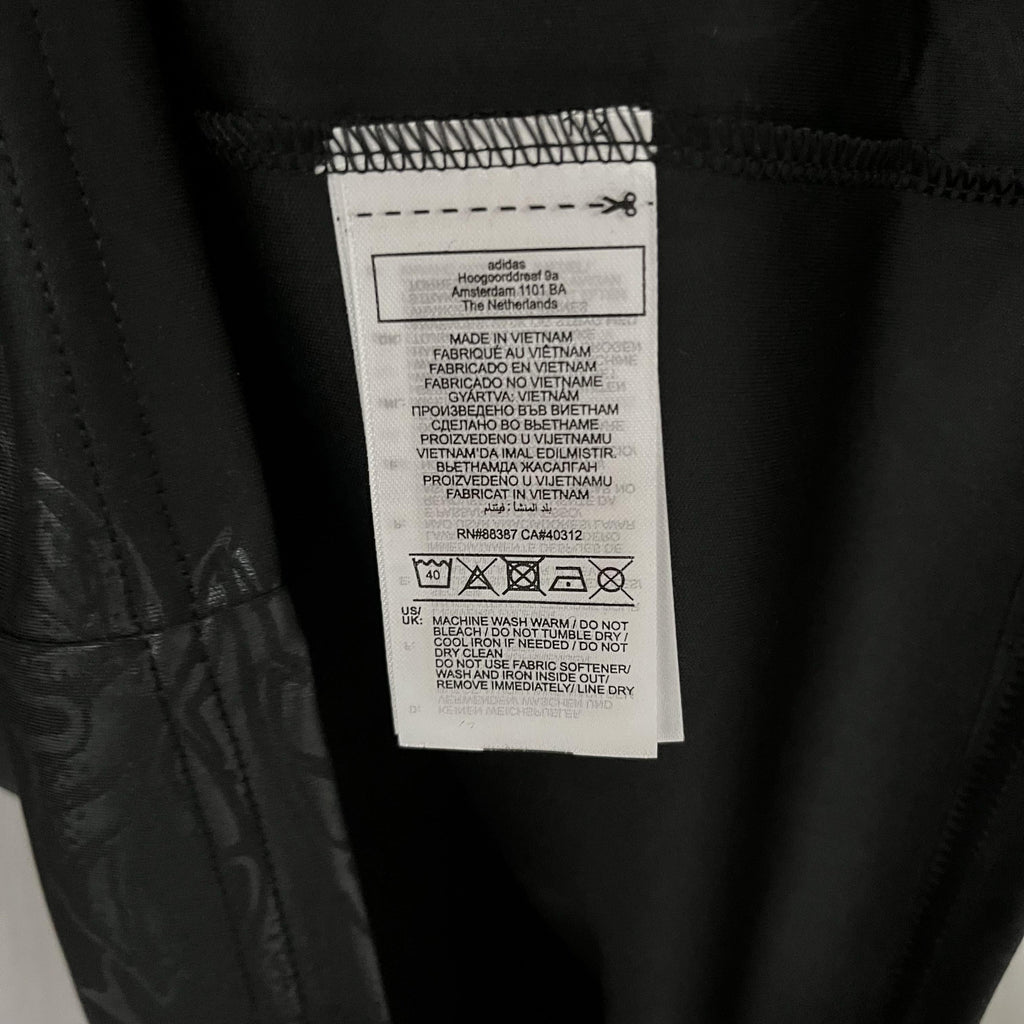 adidas
Hoogoorddreef 9a
Amsterdam 1101 BA
The Netherlands
MADE IN VIETNAM
FABRIQUÉ AU VIÊTNAM
FABRICADO EN VIETNAM
FABRICADO NO VIETNAME
GYÁRTVA: VIETNÁM
ПРОИЗВЕДЕНО ВЪВ ВИЕТНАМ
СДЕЛАНО ВО ВЬЕТНАМЕ
PROIZVEDENO U VIJETNAMU
VIETNAM'DA IMAL EDILMISTIR
ВЬЕТНАМДА ЖАСАЛҒАН
PROIZVEDENO U VIJETNAMU
FABRICAT IN VIETNAM
بلد المنشأ : فيتنام
RN#88387 CA#40312
40
US/
UK: MACHINE WASH WARM / DO NOT
BLEACH / DO NOT TUMBLE DRY /
COOL IRON IF NEEDED / DO NOT
DRY CLEAN
DO NOT USE FABRIC SOFTENER/
WASH AND IRON INSIDE OUT/
REMOVE IMMEDIATELY/ LINE DRY